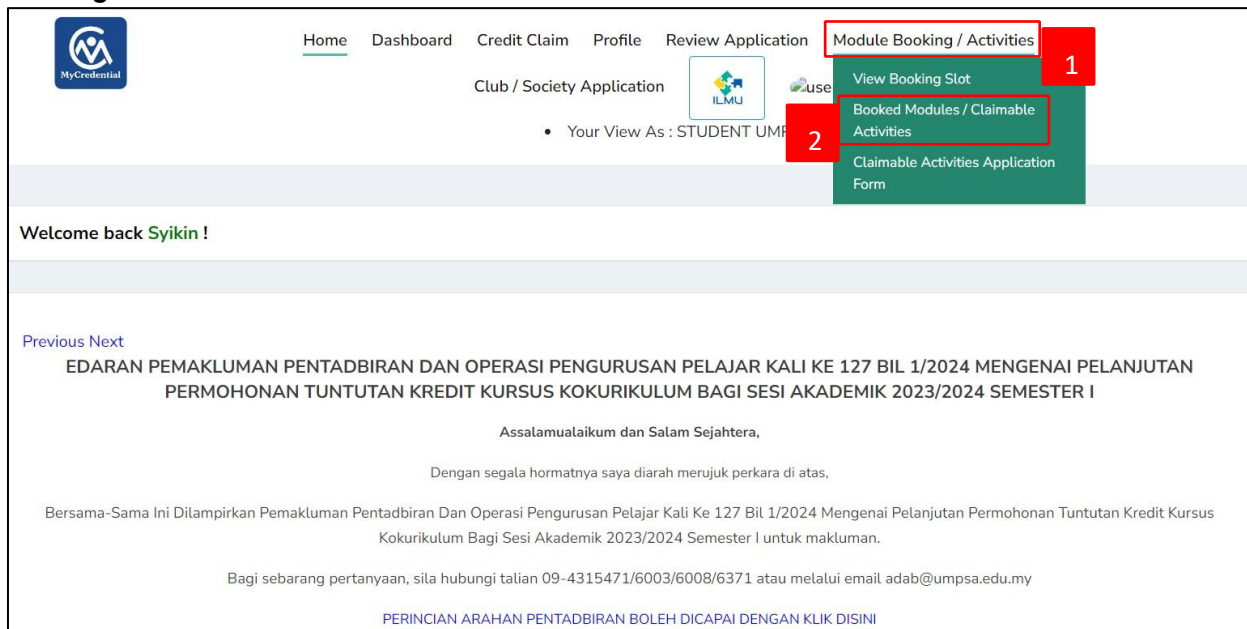 MyCredential
Home Dashboard Credit Claim Profile Review Application Module Booking / Activities
1
Club / Society Application
ILMU
use
View Booking Slot
Booked Modules / Claimable
Activities
2
Your View As : STUDENT
Claimable Activities Application
Form
Welcome back Syikin !
Previous Next
EDARAN PEMAKLUMAN PENTADBIRAN DAN OPERASI PENGURUSAN PELAJAR KALI KE 127 BIL 1/2024 MENGENAI PELANJUTAN
PERMOHONAN TUNTUTAN KREDIT KURSUS KOKURIKULUM BAGI SESI AKADEMIK 2023/2024 SEMESTER I
Assalamualaikum dan Salam Sejahtera,
Dengan segala hormatnya saya diarah merujuk perkara di atas,
Bersama-Sama Ini Dilampirkan Pemakluman Pentadbiran Dan Operasi Pengurusan Pelajar Kali Ke 127 Bil 1/2024 Mengenai Pelanjutan Permohonan Tuntutan Kredit Kursus
Kokurikulum Bagi Sesi Akademik 2023/2024 Semester I untuk makluman.
Bagi sebarang pertanyaan, sila hubungi talian 09-4315471/6003/6008/6371 atau melalui email adab@umpsa.edu.my
PERINCIAN ARAHAN PENTADBIRAN BOLEH DICAPAI DENGAN KLIK DISINI